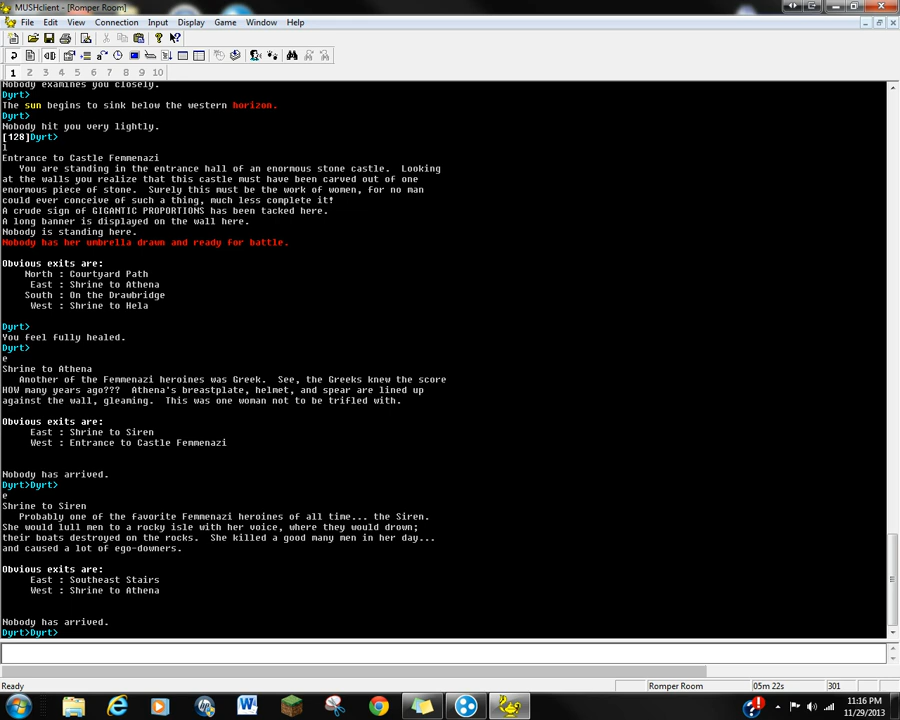 MUSHclient - [Romper Room]
File Edit View Connection Input Display Game Window Help
1 2 3 4 5 6 7 8 9 10
Nobody examines you closely.
Dyrt>
The sun begins to sink below the western horizon.
Dyrt>
Nobody hit you very lightly.
[128]Dyrt>
l
Entrance to Castle Femmenazi
You are standing in the entrance hall of an enormous stone castle. Looking
at the walls you realize that this castle must have been carved out of one
enormous piece of stone. Surely this must be the work of women, for no man
could ever conceive of such a thing, much less complete it!
A crude sign of GIGANTIC PROPORTIONS has been tacked here.
A long banner is displayed on the wall here.
Nobody is standing here.
Nobody has her umbrella drawn and ready for battle.
Obvious exits are:
North : Courtyard Path
East : Shrine to Athena
South : On the Drawbridge
West : Shrine to Hela
Dyrt>
You feel fully healed.
Dyrt>
e
Shrine to Athena
Another of the Femmenazi heroines was Greek. See, the Greeks knew the score
HOW many years ago??? Athena's breastplate, helmet, and spear are lined up
against the wall, gleaming. This was one woman not to be trifled with.
Obvious exits are:
East : Shrine to Siren
West : Entrance to Castle Femmenazi
Nobody has arrived.
Dyrt>Dyrt>
e
Shrine to Siren
Probably one of the favorite Femmenazi heroines of all time... the Siren.
She would lull men to a rocky isle with her voice, where they would drown;
their boats destroyed on the rocks. She killed a good many men in her day...
and caused a lot of ego-downers.
Obvious exits are:
East : Southeast Stairs
West : Shrine to Athena
Nobody has arrived.
Dyrt>Dyrt>
Ready Romper Room 05m 22s 301
11:16 PM
11/29/2013